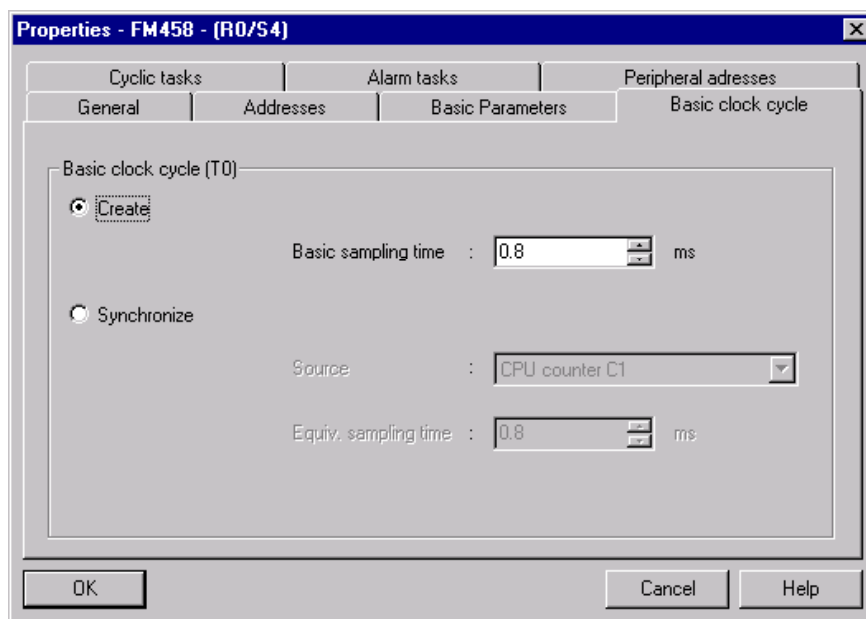 Properties - FM458 - (R0/S4)
Cyclic tasks Alarm tasks Peripheral adresses
General Addresses Basic Parameters Basic clock cycle
Basic clock cycle (T0)
Create
Basic sampling time : 0.8 ms
Synchronize
Source : CPU counter C1
Equiv. sampling time : 0.8 ms
OK Cancel Help